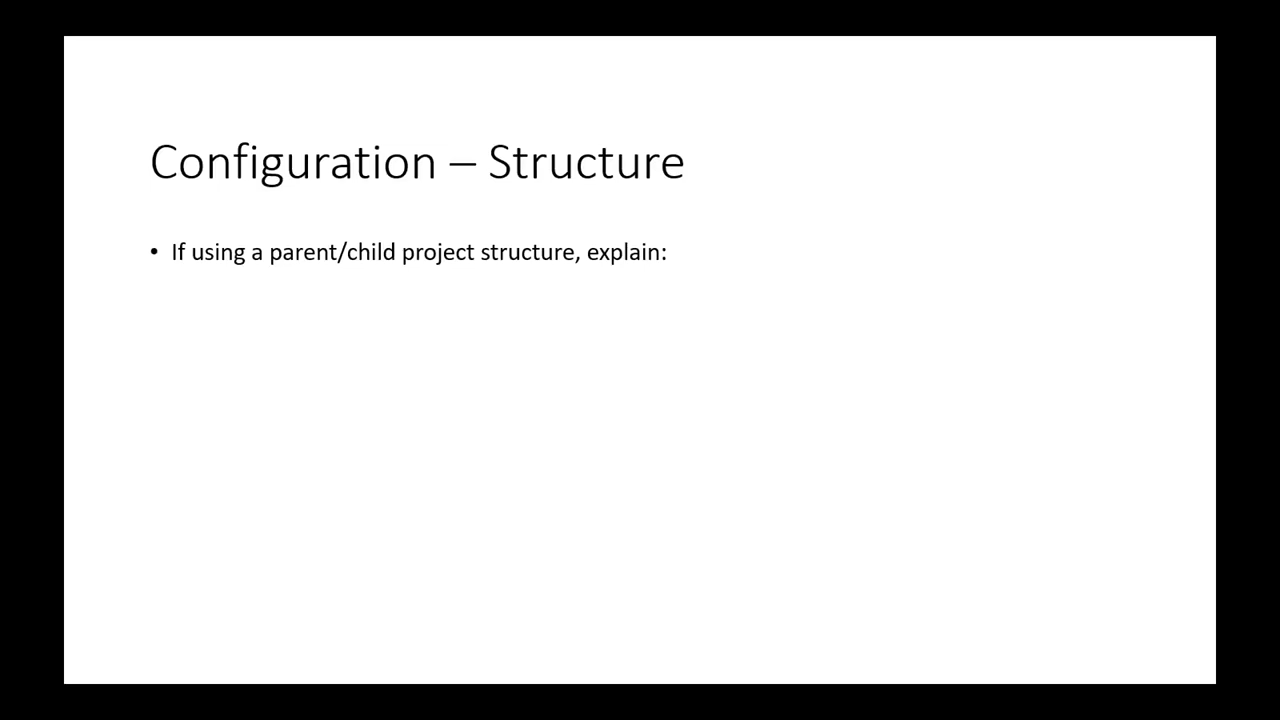 Configuration – Structure
• If using a parent/child project structure, explain: